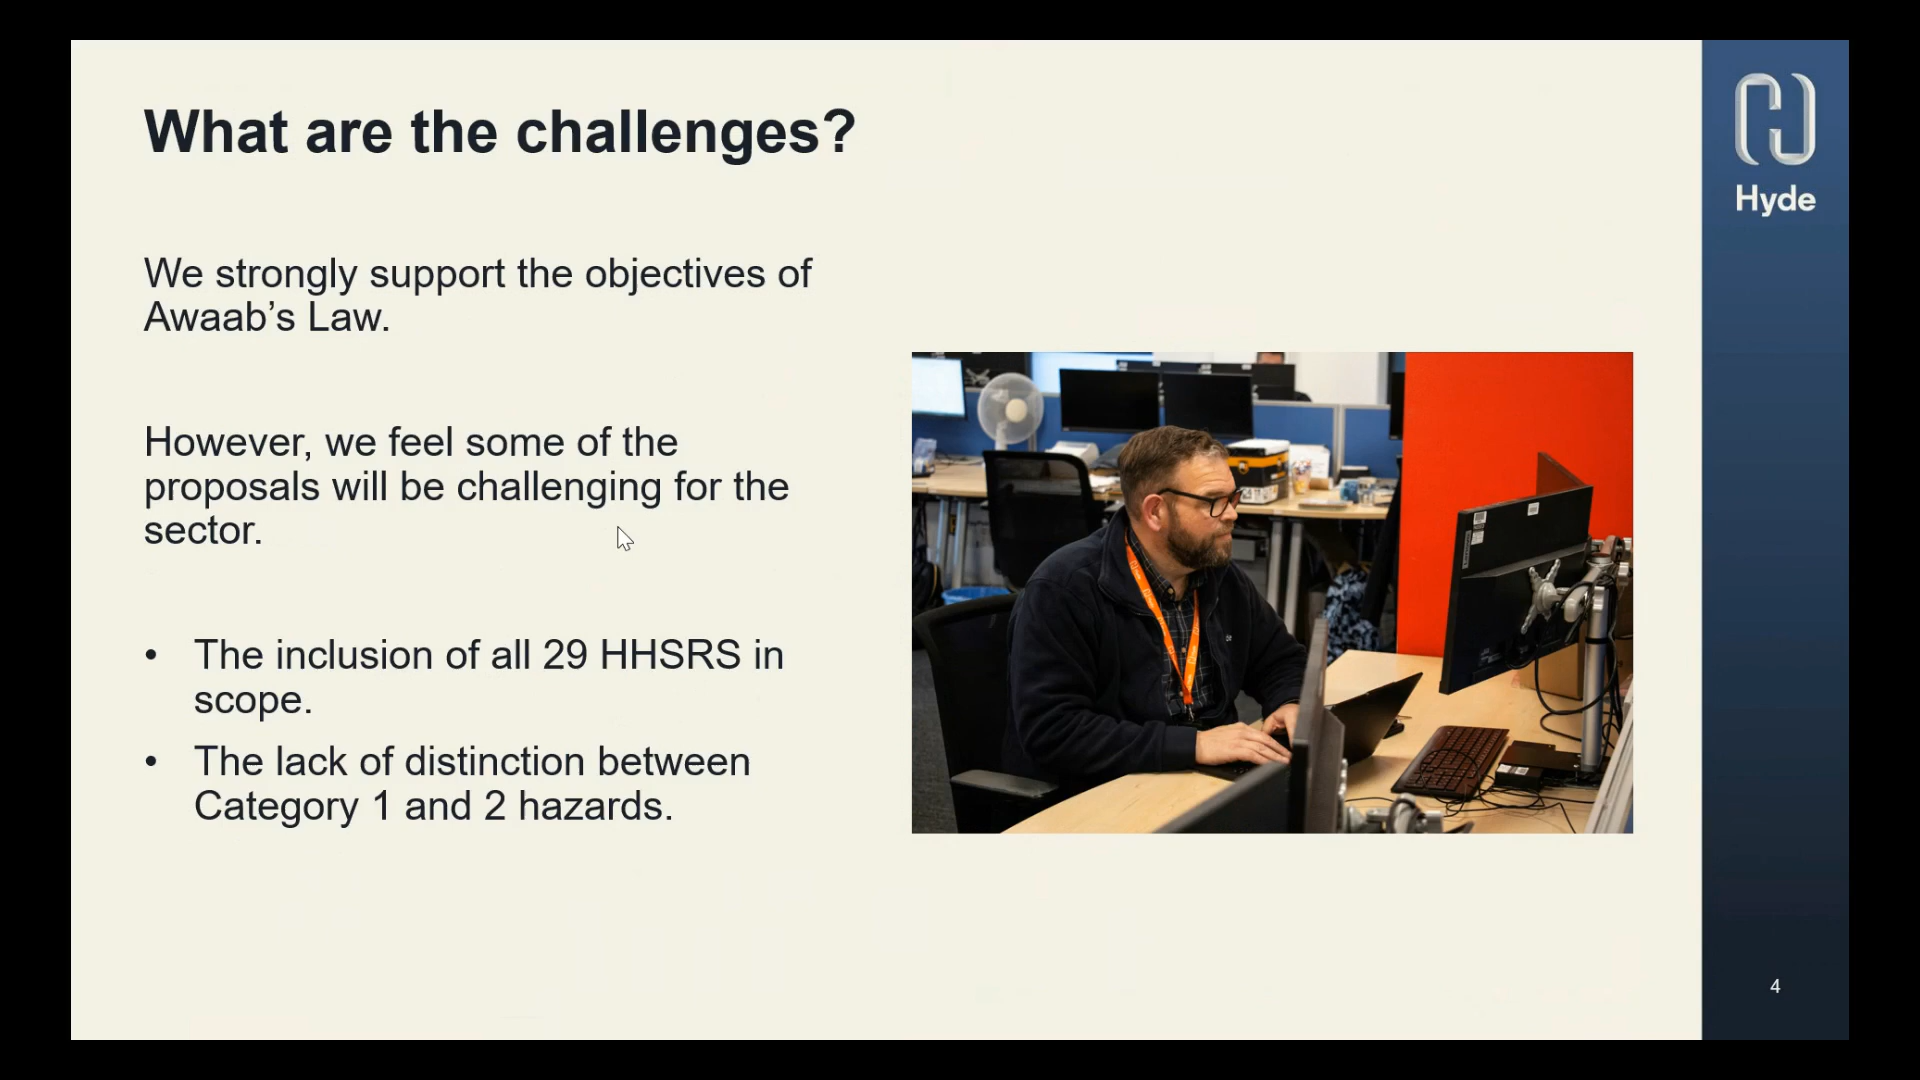 What are the challenges?
Hyde
We strongly support the objectives of
Awaab’s Law.
However, we feel some of the
proposals will be challenging for the
sector.
• The inclusion of all 29 HHSRS in
scope.
• The lack of distinction between
Category 1 and 2 hazards.
4